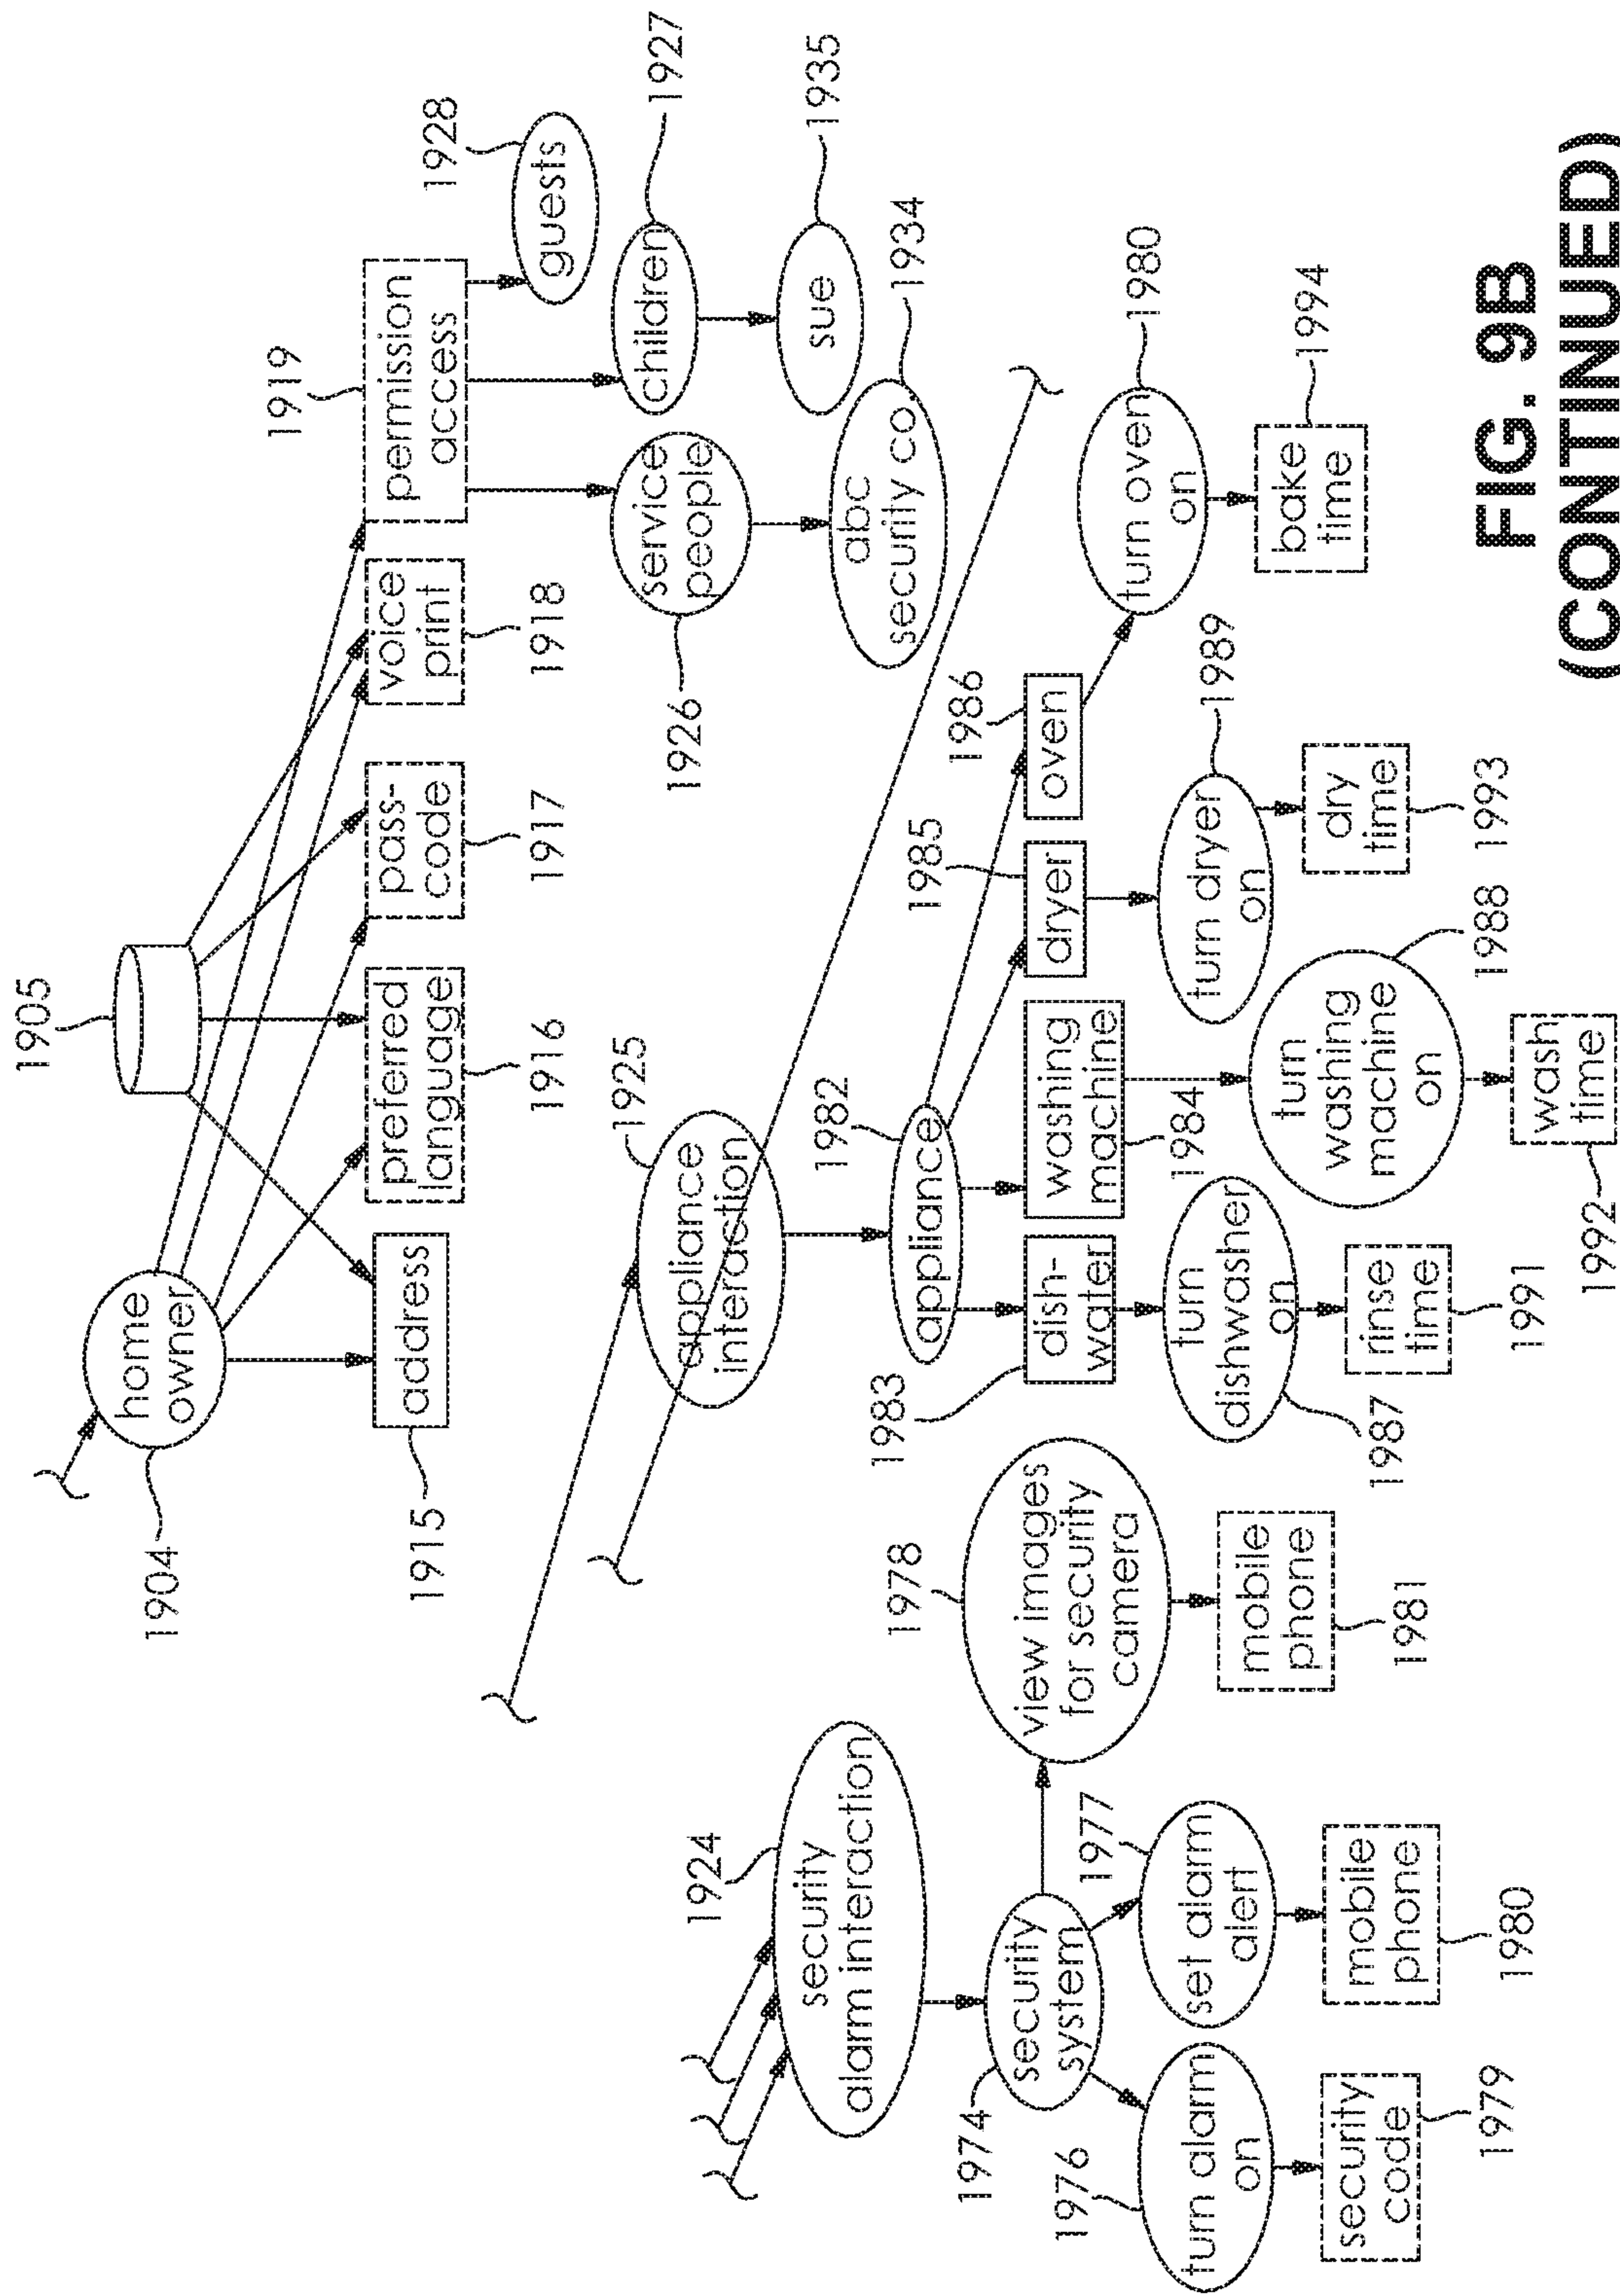 1905
1904
home
owner
1915
address
preferred
language
1916
pass-
code
1917
voice
print
1918
1919
permission
access
1928
guests
children
1927
service
people
1926
sue
1935
abc
security co.
1934
1925
appliance
interaction
1924
security
alarm interaction
1974
security
system
1978
view images
for security
camera
mobile
phone
1981
1976
turn alarm
on
security
code
1979
1977
set alarm
alert
mobile
phone
1980
1982
appliance
1983
dish-
water
washing
machine
1984
1985
dryer
1986
oven
1987
turn
dishwasher
on
rinse
time
1991
turn
washing
machine
on
1988
wash
time
1992
turn dryer
on
1989
dry
time
1993
turn oven
on
1980
bake
time
1994
FIG. 9B
(CONTINUED)